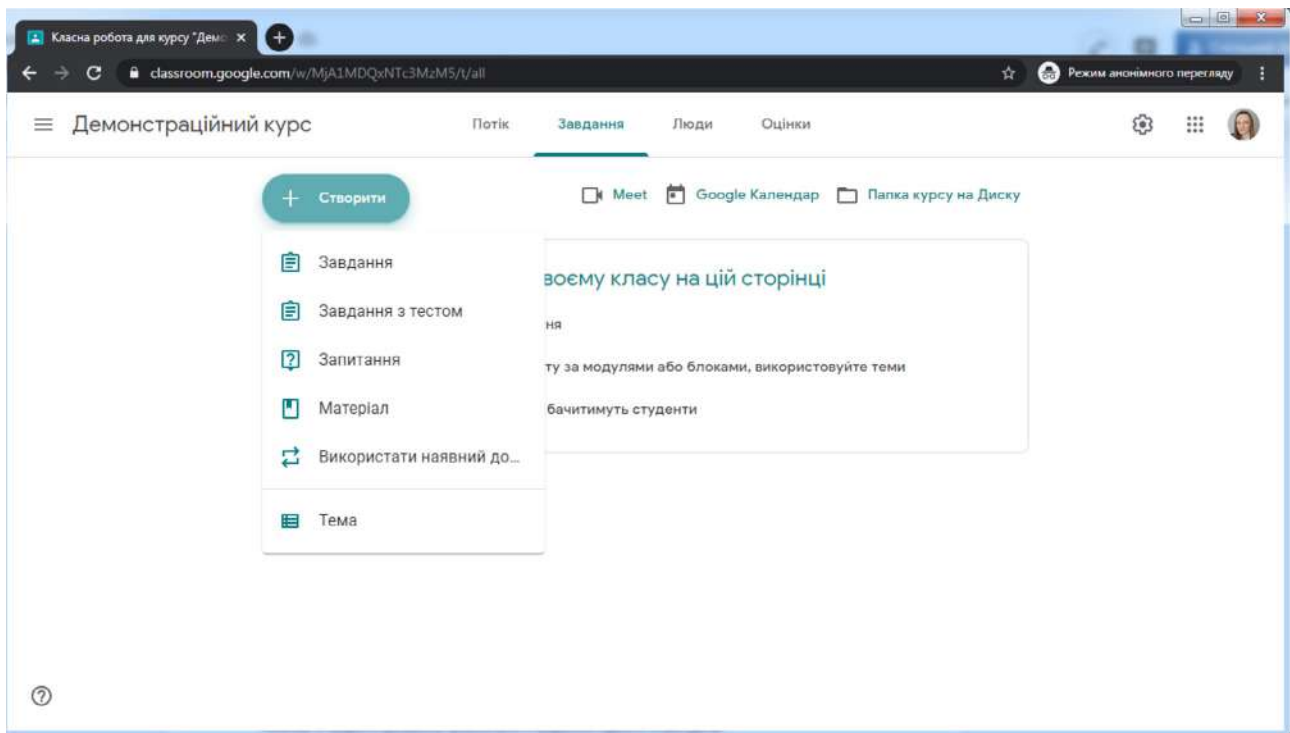 Класна робота для курсу "Демо
classroom.google.com/w/MjA1MDQxNTc3MzM5/t/all
Режим анонімного перегляду
Демонстраційний курс
Потік
Завдання
Люди
Оцінки
Створити
Meet
Google Календар
Папка курсу на Диску
Завдання
Завдання з тестом
Запитання
Матеріал
Використати наявний до...
Тема
воєму класу на цій сторінці
ня
ту за модулями або блоками, використовуйте теми
бачитимуть студенти